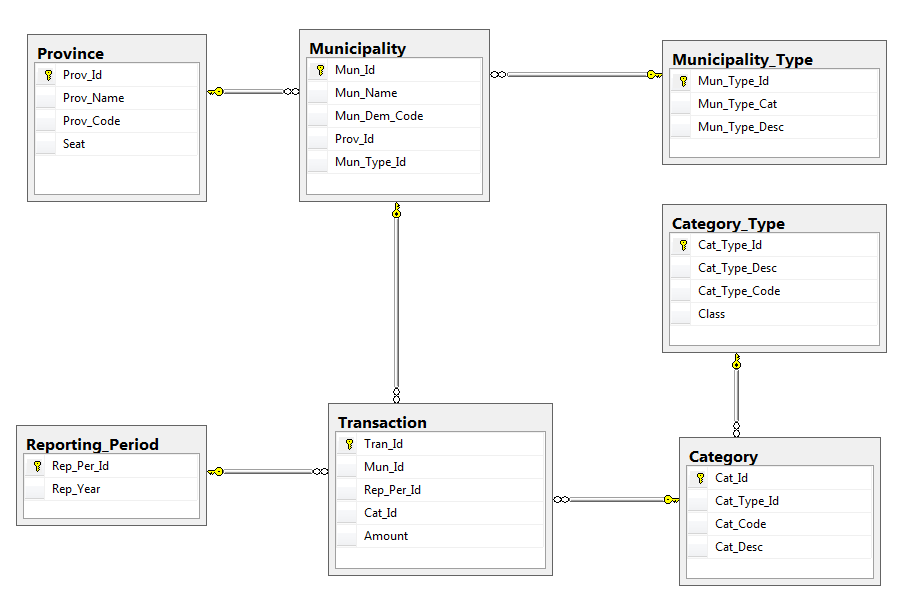 Province
Prov_Id
Prov_Name
Prov_Code
Seat
Municipality
Mun_Id
Mun_Name
Mun_Dem_Code
Prov_Id
Mun_Type_Id
Municipality_Type
Mun_Type_Id
Mun_Type_Cat
Mun_Type_Desc
Category_Type
Cat_Type_Id
Cat_Type_Desc
Cat_Type_Code
Class
Reporting_Period
Rep_Per_Id
Rep_Year
Transaction
Tran_Id
Mun_Id
Rep_Per_Id
Cat_Id
Amount
Category
Cat_Id
Cat_Type_Id
Cat_Code
Cat_Desc